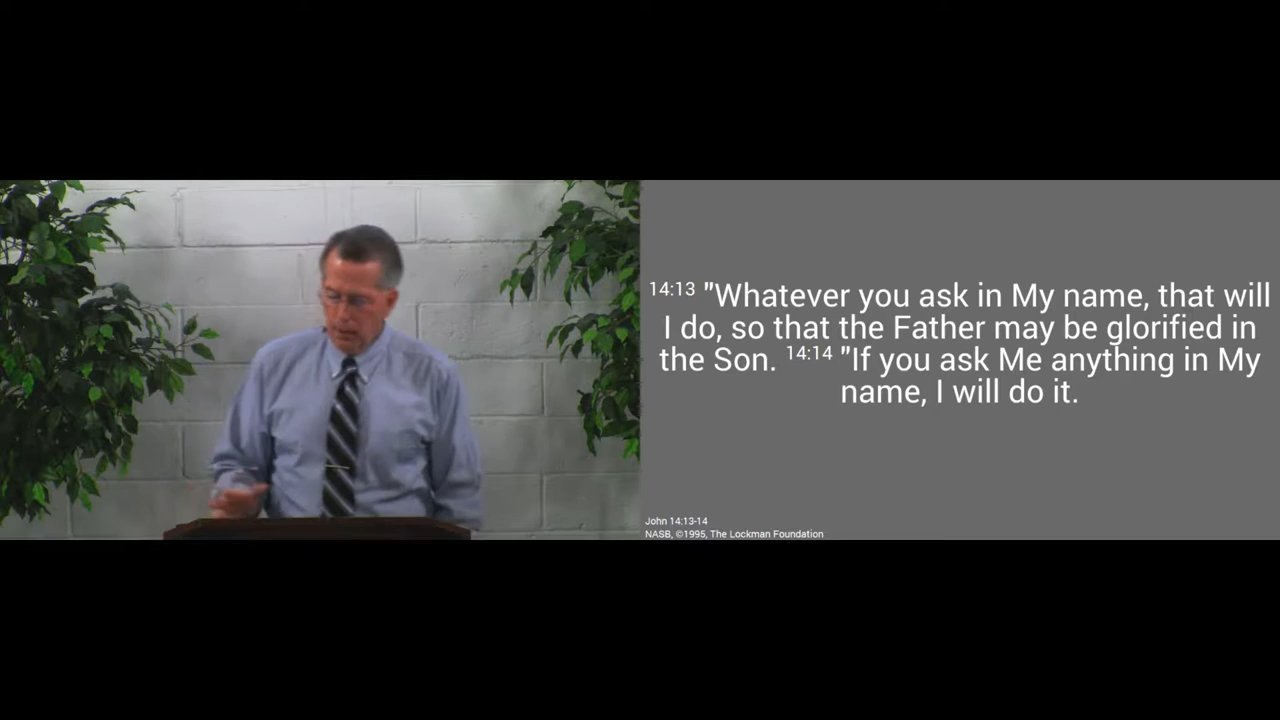 14:13 "Whatever you ask in My name, that will
I do, so that the Father may be glorified in
the Son. 14:14 "If you ask Me anything in My
name, I will do it.
John 14:13-14
NASB, ©1995, The Lockman Foundation